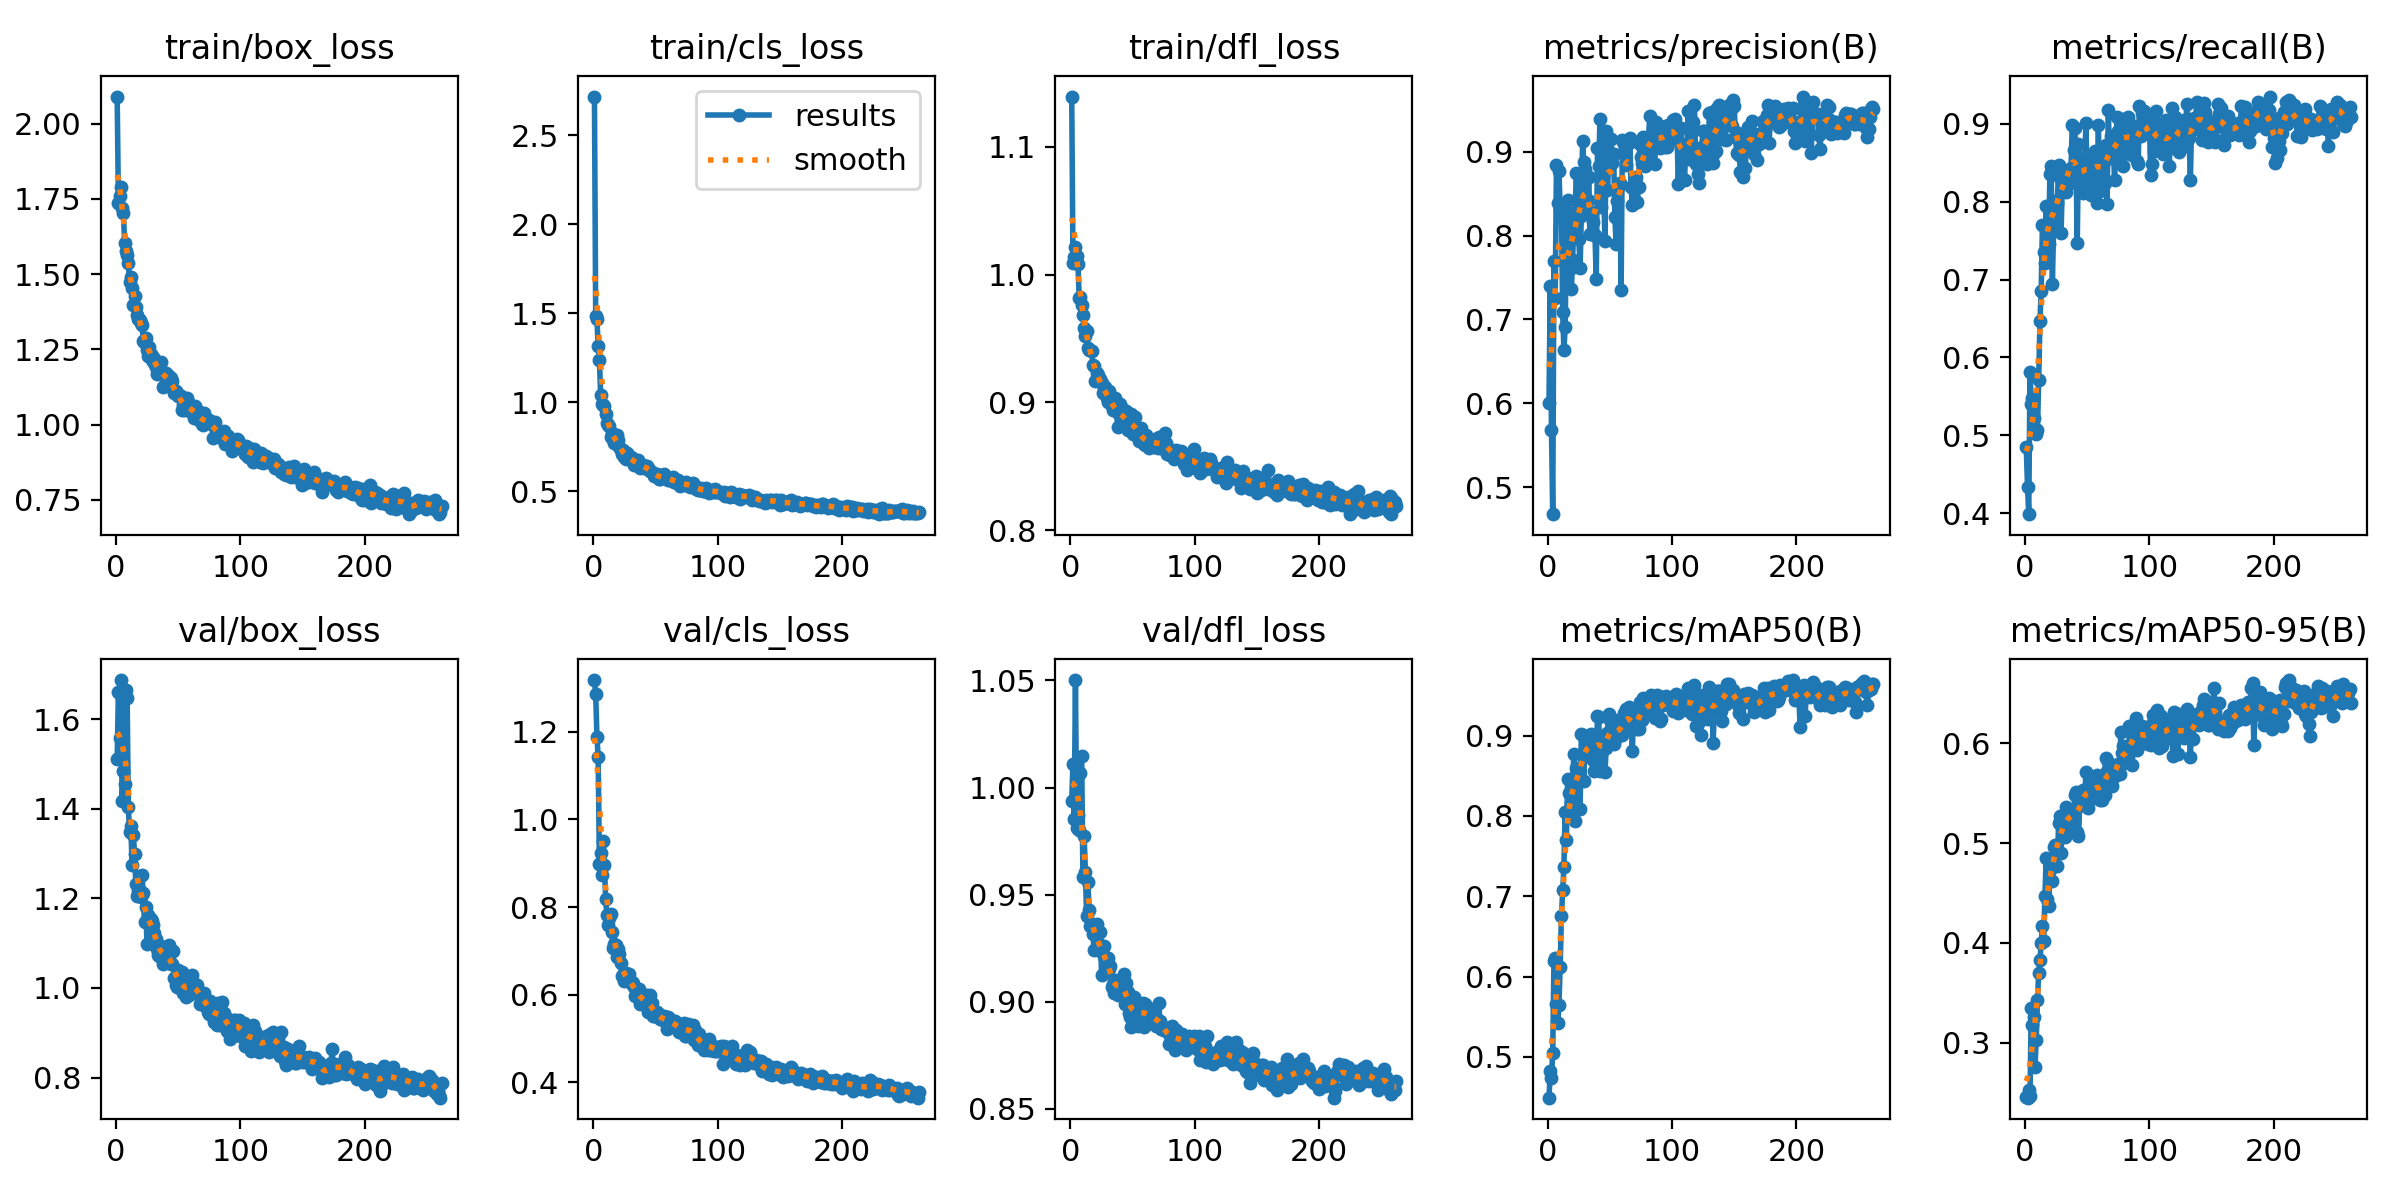 train/box_loss
train/cls_loss
train/dfl_loss
metrics/precision(B)
metrics/recall(B)
2.00
1.75
1.50
1.25
1.00
0.75
0 100 200
results
smooth
2.5
2.0
1.5
1.0
0.5
0 100 200
1.1
1.0
0.9
0.8
0 100 200
0.9
0.8
0.7
0.6
0.5
0 100 200
0.9
0.8
0.7
0.6
0.5
0.4
0 100 200
val/box_loss
val/cls_loss
val/dfl_loss
metrics/mAP50(B)
metrics/mAP50-95(B)
1.6
1.4
1.2
1.0
0.8
0 100 200
1.2
1.0
0.8
0.6
0.4
0 100 200
1.05
1.00
0.95
0.90
0.85
0 100 200
0.9
0.8
0.7
0.6
0.5
0 100 200
0.6
0.5
0.4
0.3
0 100 200